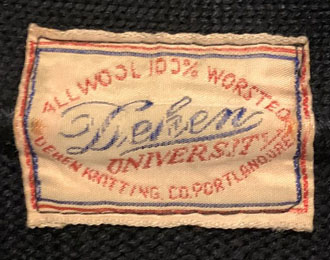 ALL WOOL 100% WORSTED
Dehen
UNIVERSITY
DEHEN KNITTING. CO. PORTLAND. ORE